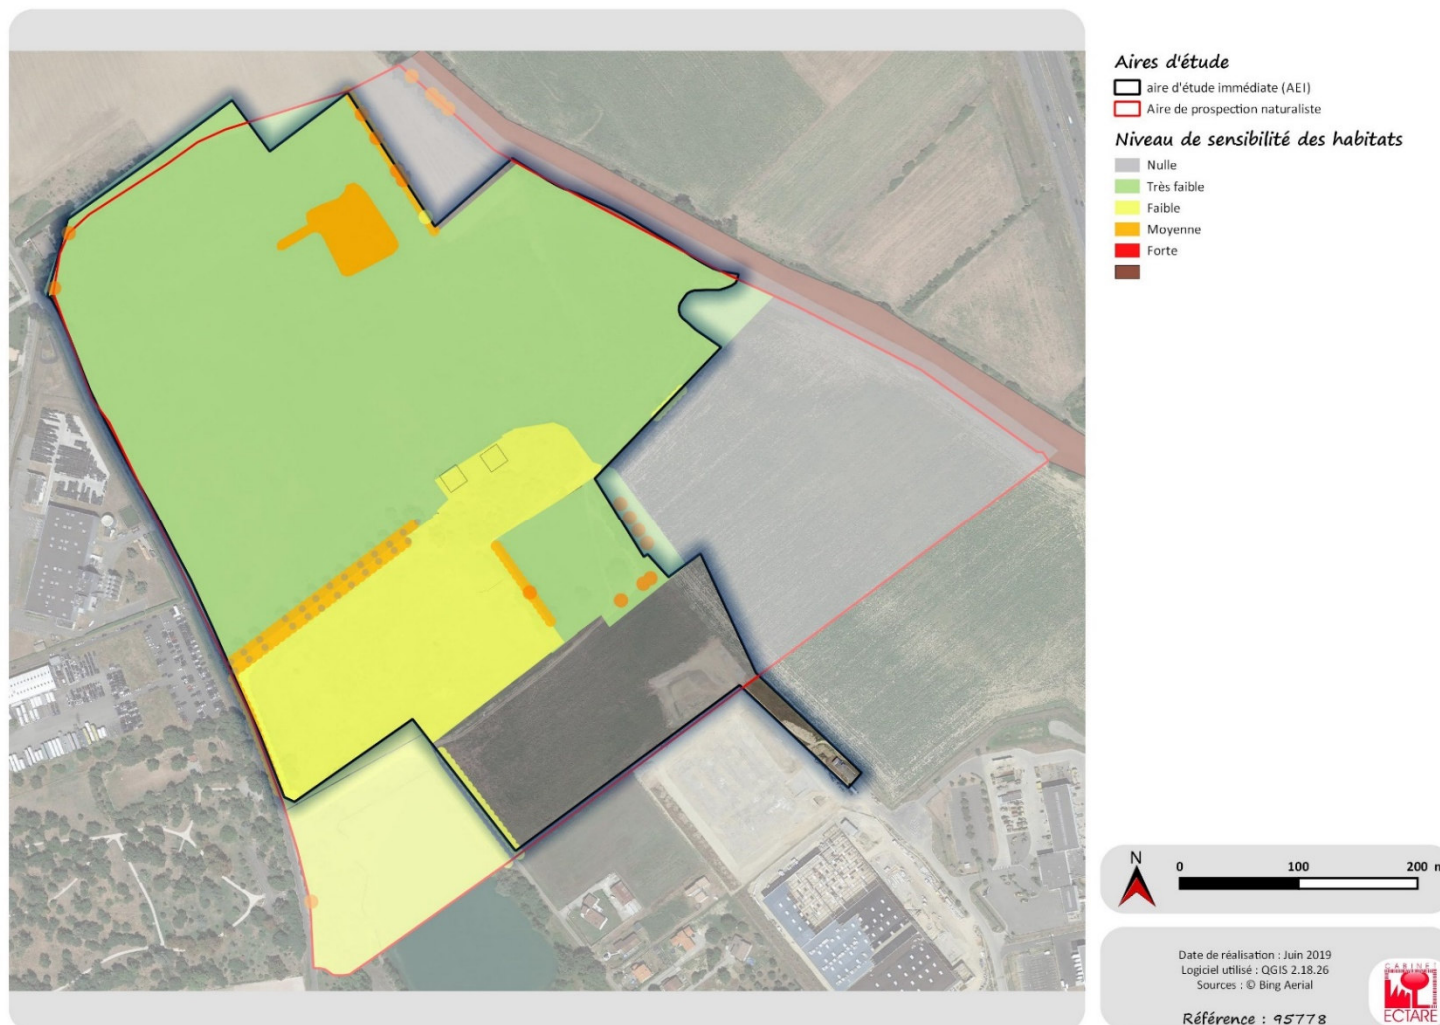 Aires d'étude
aire d'étude immédiate (AEI)
Aire de prospection naturaliste
Niveau de sensibilité des habitats
Nulle
Très faible
Faible
Moyenne
Forte
N
0 100 200 m
Date de réalisation : Juin 2019
Logiciel utilisé : QGIS 2.18.26
Sources : © Bing Aerial
Référence : 95778
CABINET
ECTARE